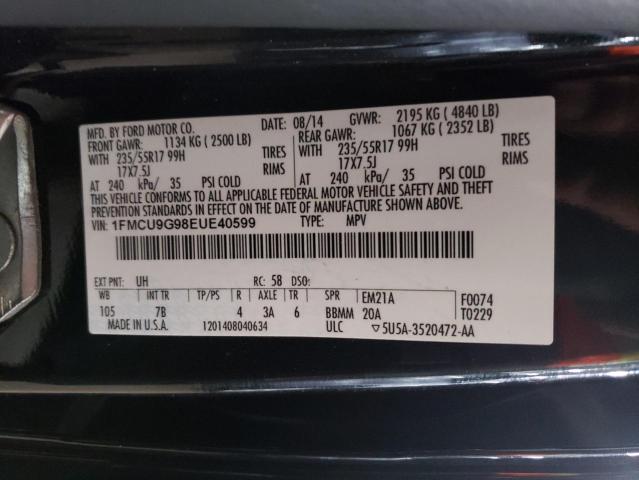 MFD. BY FORD MOTOR CO.
DATE: 08/14 GVWR: 2195 KG ( 4840 LB)
FRONT GAWR: 1134 KG ( 2500 LB)
REAR GAWR: 1067 KG ( 2352 LB)
WITH 235/55R17 99H TIRES
WITH 235/55R17 99H TIRES
17X7.5J RIMS
17X7.5J RIMS
AT 240 kPa/ 35 PSI COLD
AT 240 kPa/ 35 PSI COLD
THIS VEHICLE CONFORMS TO ALL APPLICABLE FEDERAL MOTOR VEHICLE SAFETY AND THEFT
PREVENTION STANDARDS IN EFFECT ON THE DATE OF MANUFACTURE SHOWN ABOVE.
VIN: 1FMCU9G98EUE40599 TYPE: MPV
EXT PNT: UH RC: 58 DSO:
WB INT TR TP/PS R AXLE TR SPR EM21A F0074
105 7B 4 3A 6 BBMM 20A T0229
MADE IN U.S.A. 1201408040634 ULC 5U5A-3520472-AA